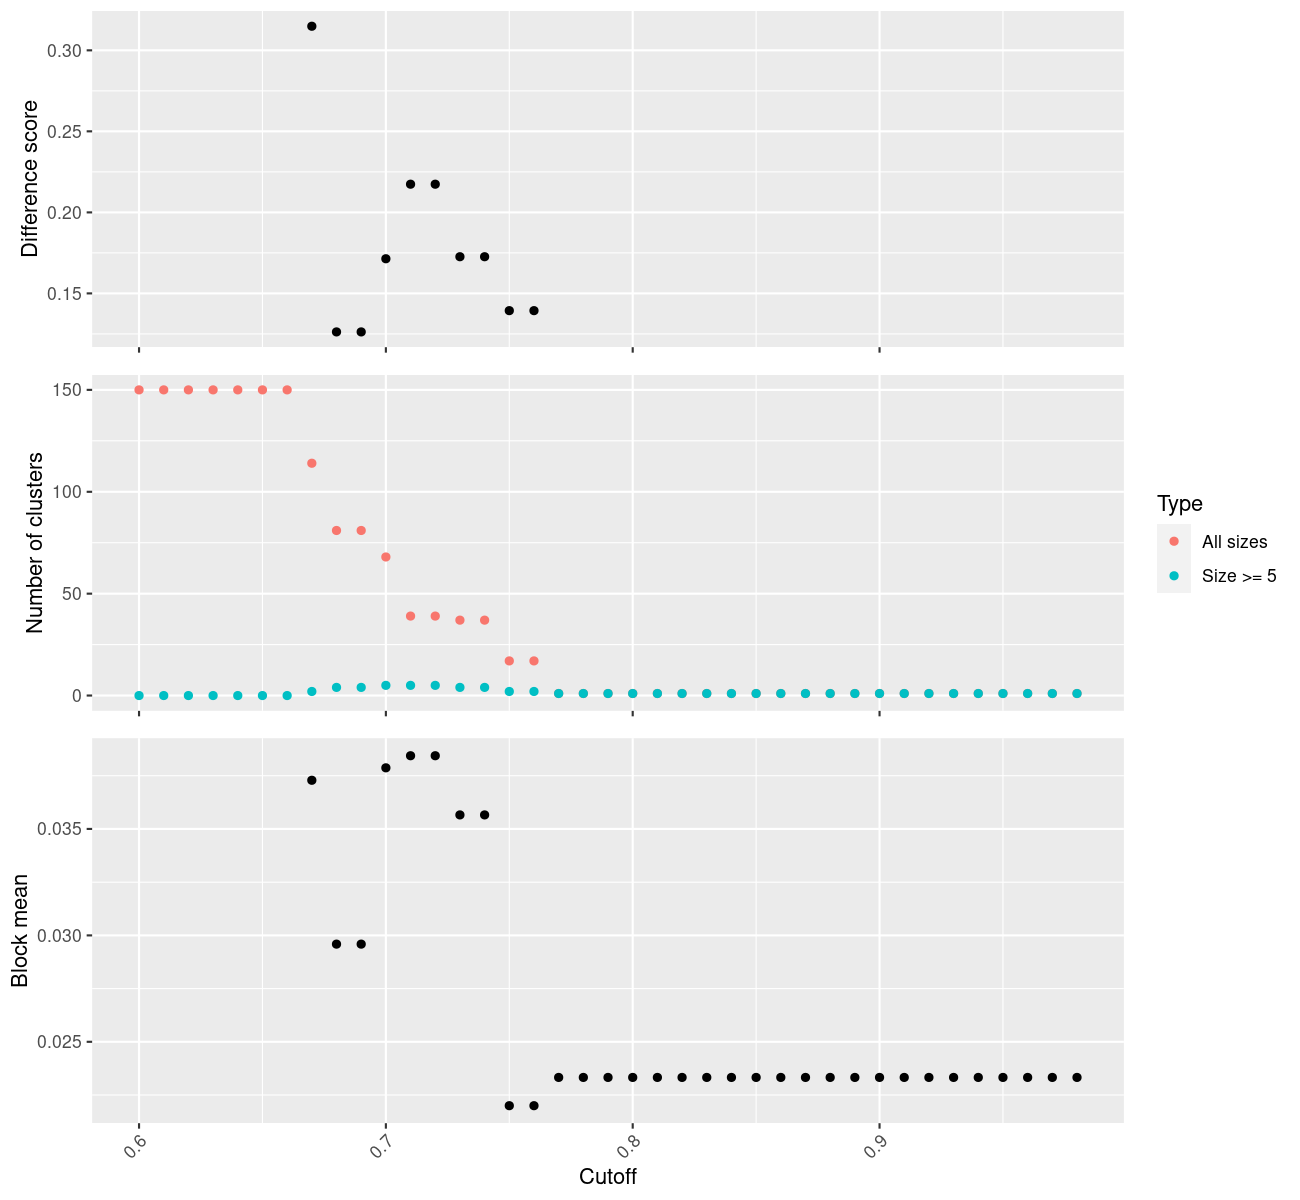 Difference score
0.30
0.25
0.20
0.15
Number of clusters
150
100
50
0
Type
All sizes
Size >= 5
Block mean
0.035
0.030
0.025
0.6
0.7
0.8
0.9
Cutoff